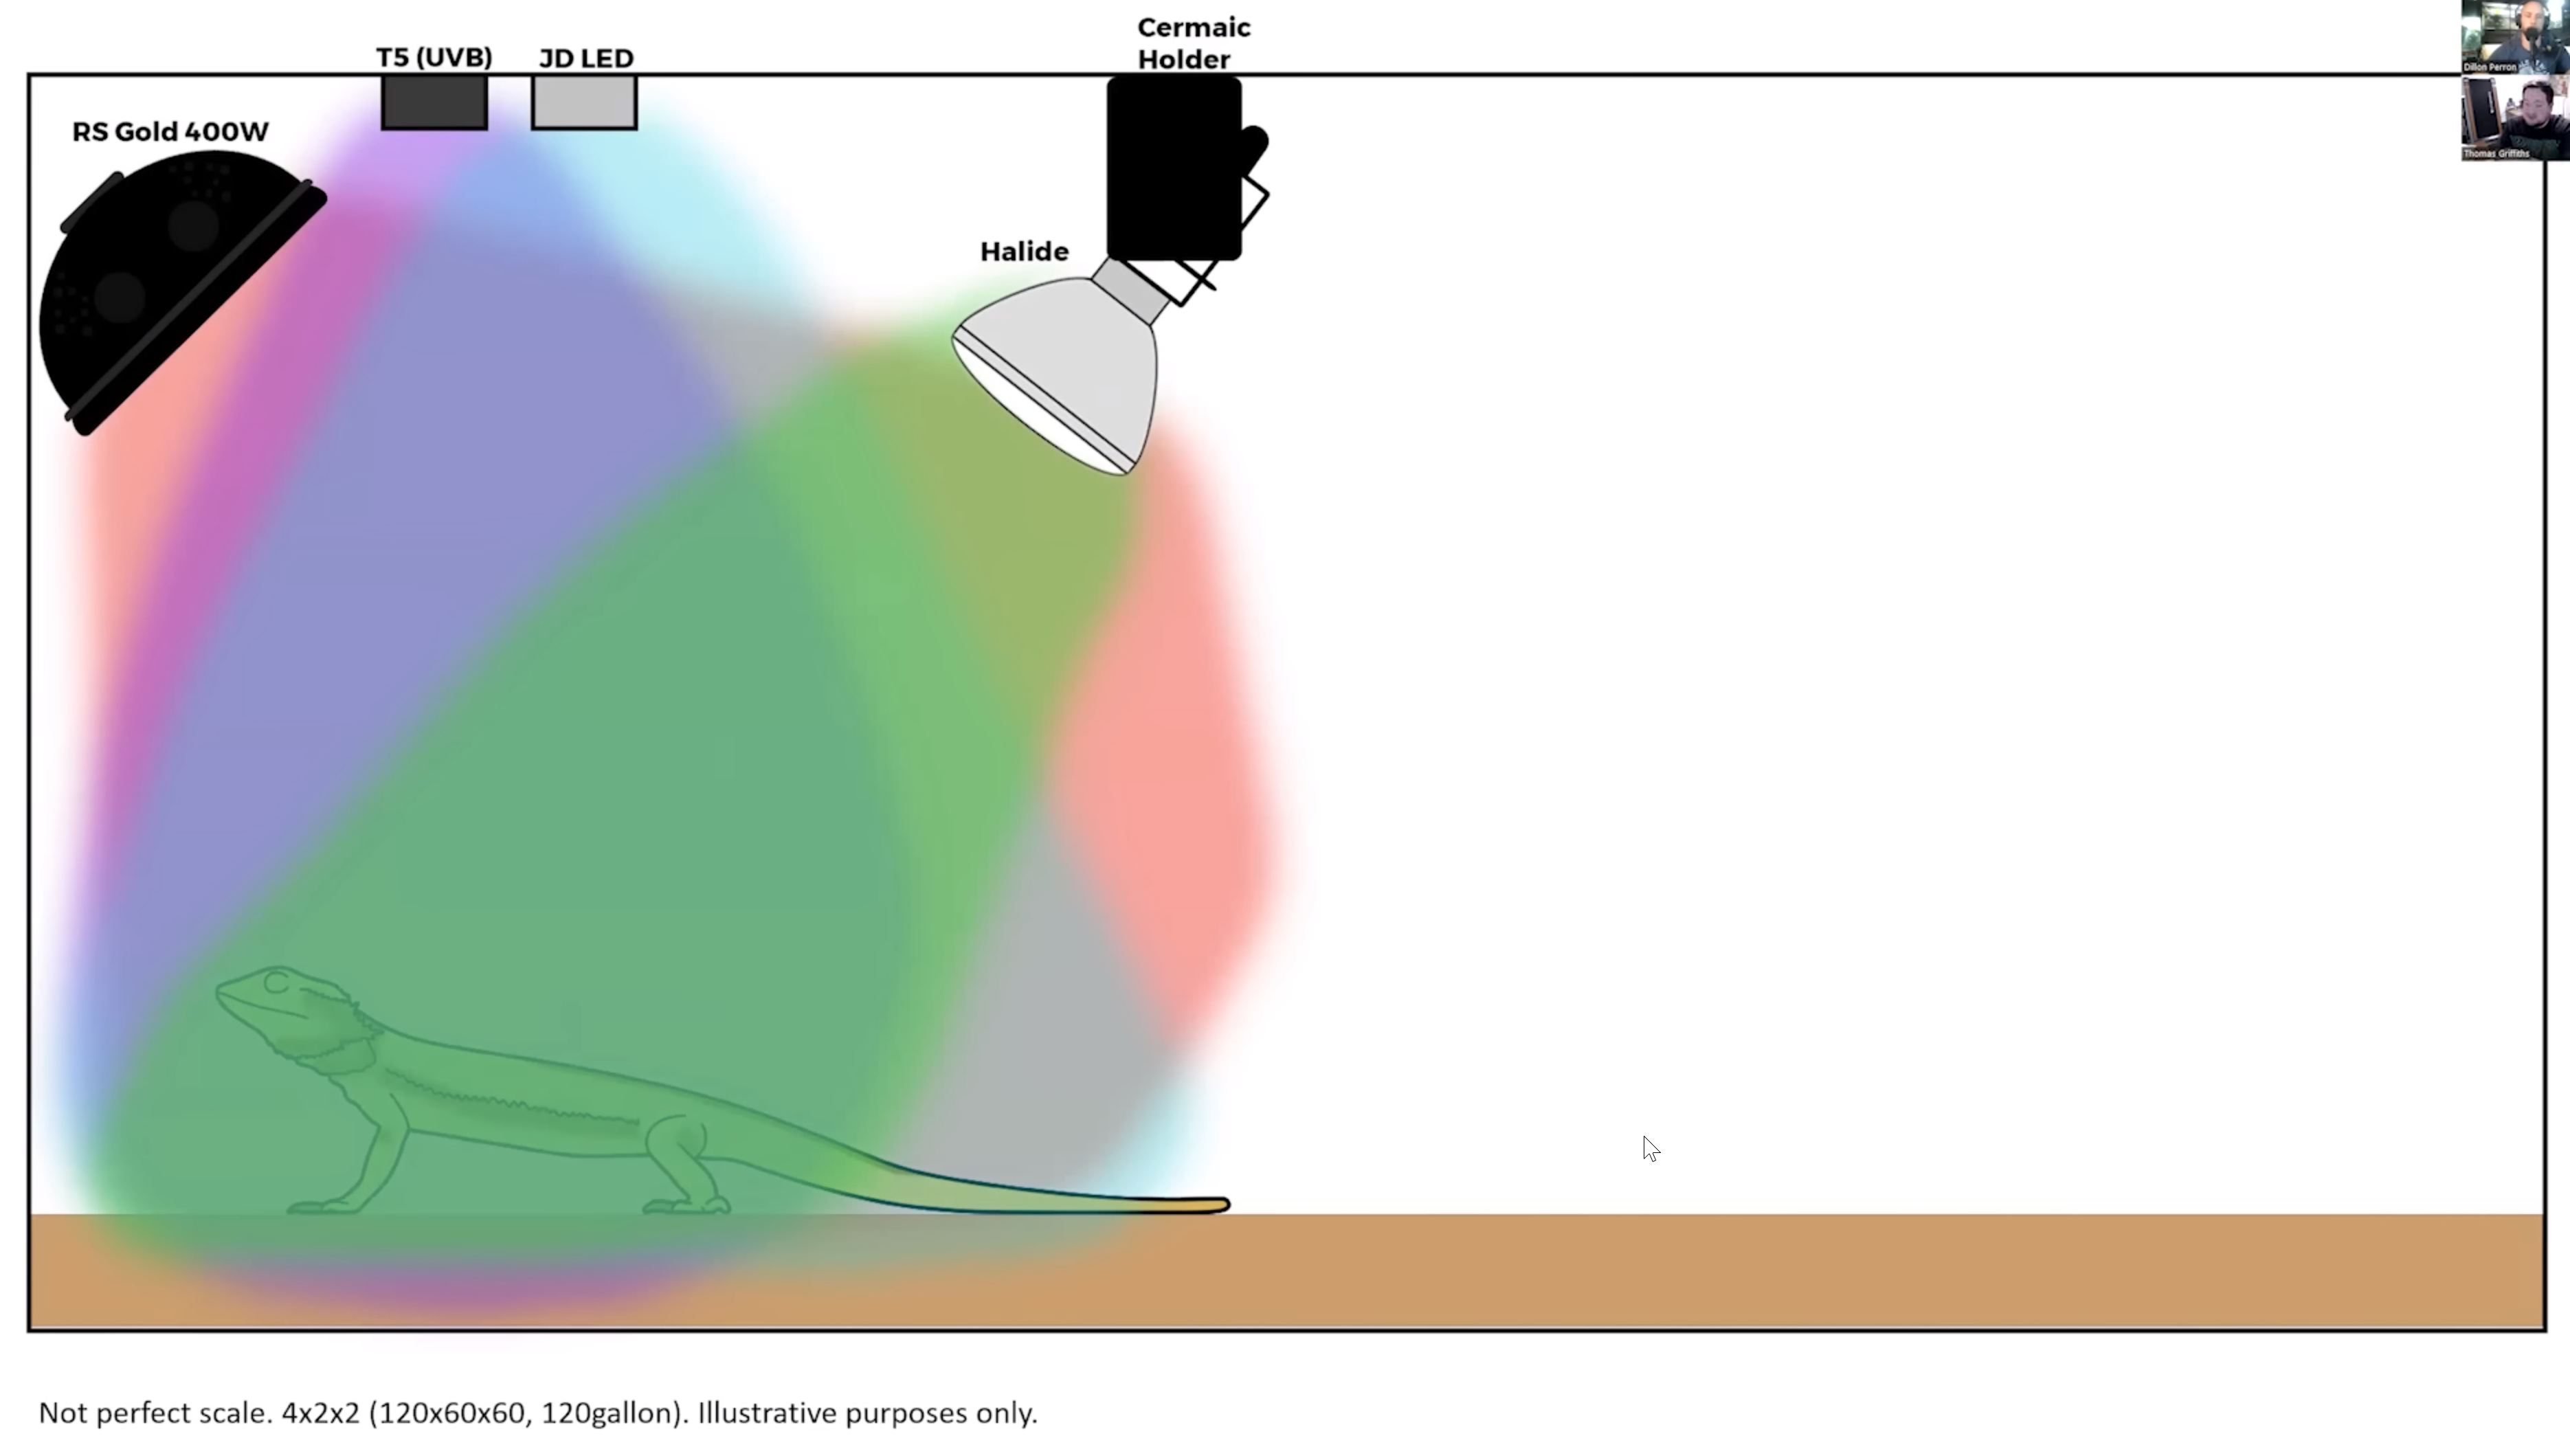 Cermaic
Holder
T5 (UVB)
JD LED
Dillon Perron
RS Gold 400W
Thomas Griffiths
Halide
Not perfect scale. 4x2x2 (120x60x60, 120gallon). Illustrative purposes only.